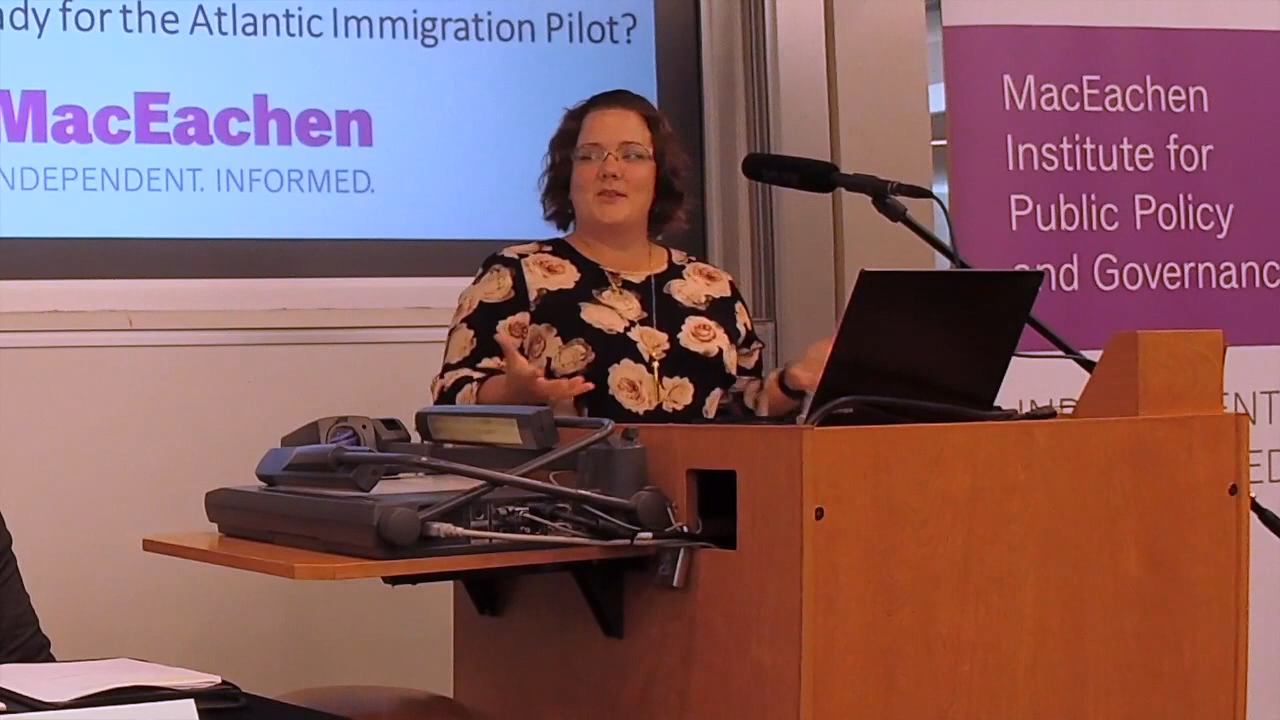 ady for the Atlantic Immigration Pilot?
MacEachen
NDEPENDENT. INFORMED.
MacEachen
Institute for
Public Policy
and Governanc